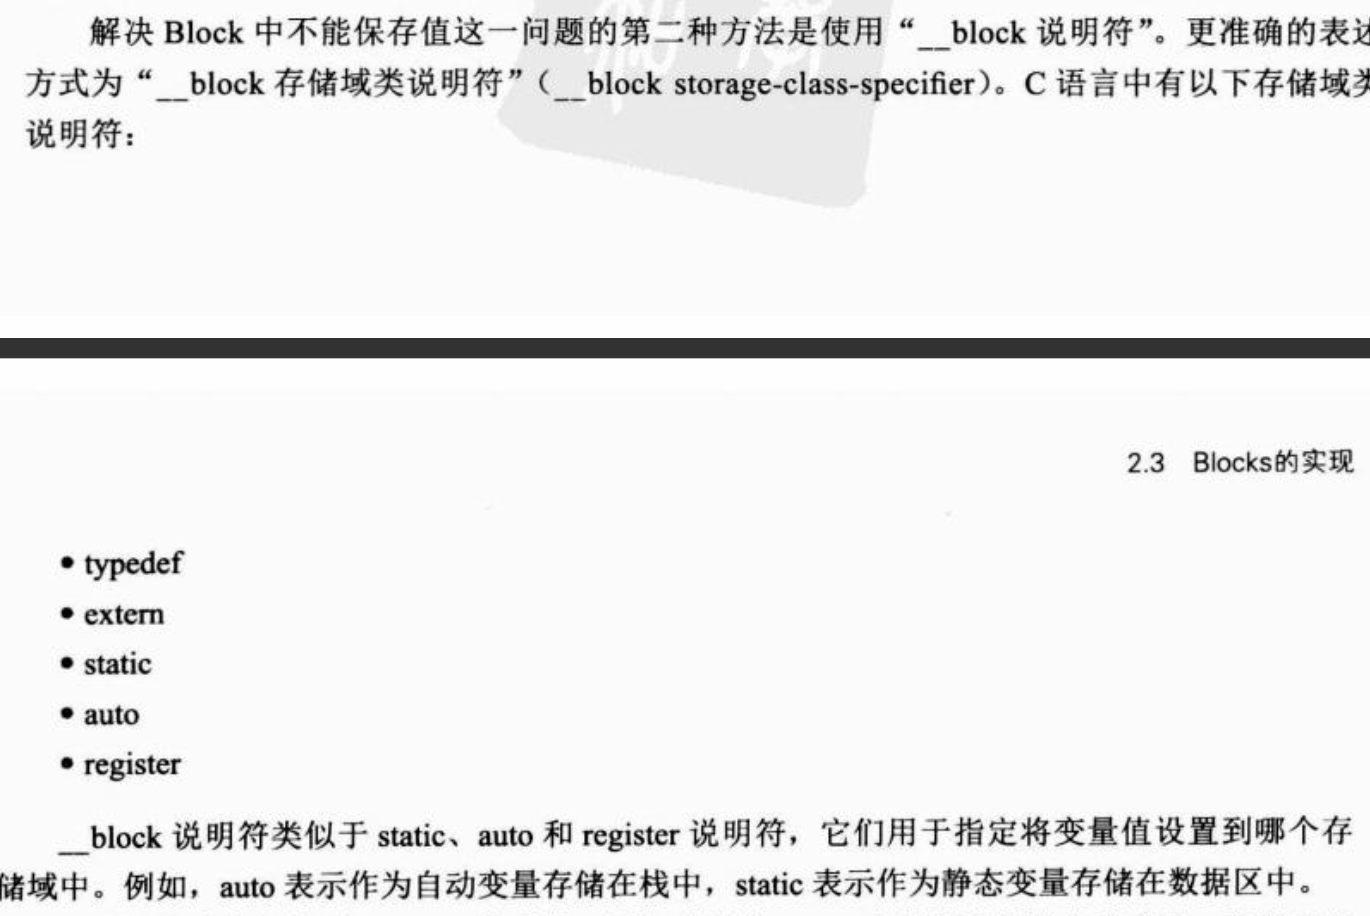 解决 Block 中不能保存值这一问题的第二种方法是使用“__block 说明符”。更准确的表述
方式为“__block 存储域类说明符”（__block storage-class-specifier）。C 语言中有以下存储域类
说明符：
2.3 Blocks的实现
• typedef
• extern
• static
• auto
• register
__block 说明符类似于 static、auto 和 register 说明符，它们用于指定将变量值设置到哪个存
储域中。例如，auto 表示作为自动变量存储在栈中，static 表示作为静态变量存储在数据区中。